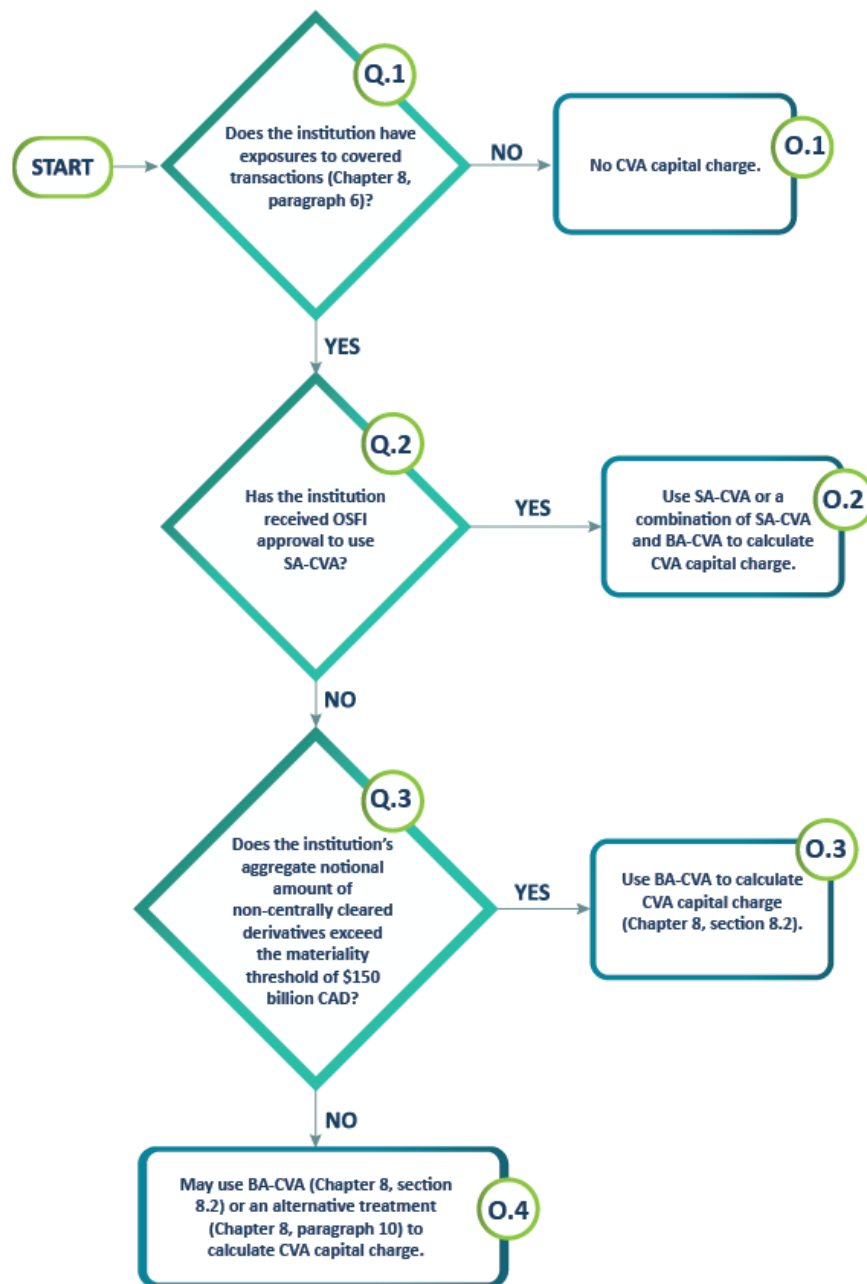 Q.1
Does the institution have
exposures to covered
transactions (Chapter 8,
paragraph 6)?
START
NO
O.1
No CVA capital charge.
YES
Q.2
Has the institution
received OSFI
approval to use
SA-CVA?
YES
O.2
Use SA-CVA or a
combination of SA-CVA
and BA-CVA to calculate
CVA capital charge.
NO
Q.3
Does the institution's
aggregate notional
amount of
non-centrally cleared
derivatives exceed
the materiality
threshold of $150
billion CAD?
YES
O.3
Use BA-CVA to calculate
CVA capital charge
(Chapter 8, section 8.2).
NO
May use BA-CVA (Chapter 8, section
8.2) or an alternative treatment
(Chapter 8, paragraph 10) to
calculate CVA capital charge.
O.4